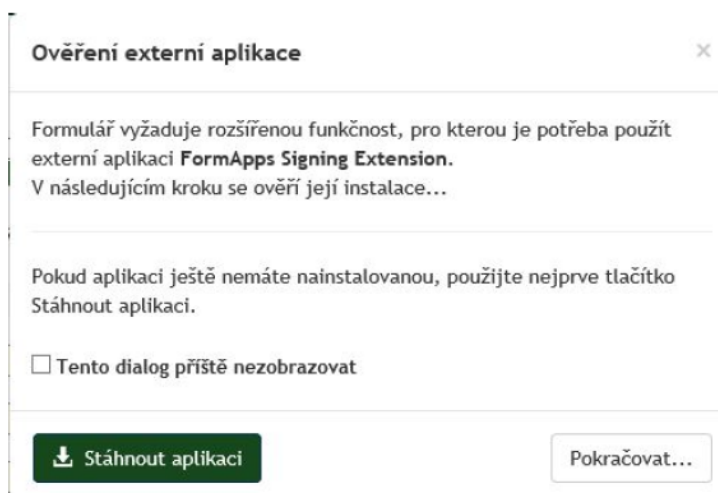 Ověření externí aplikace
×
Formulář vyžaduje rozšířenou funkčnost, pro kterou je potřeba použít
externí aplikaci FormApps Signing Extension.
V následujícím kroku se ověří její instalace...
Pokud aplikaci ještě nemáte nainstalovanou, použijte nejprve tlačítko
Stáhnout aplikaci.
Tento dialog příště nezobrazovat
Stáhnout aplikaci
Pokračovat...